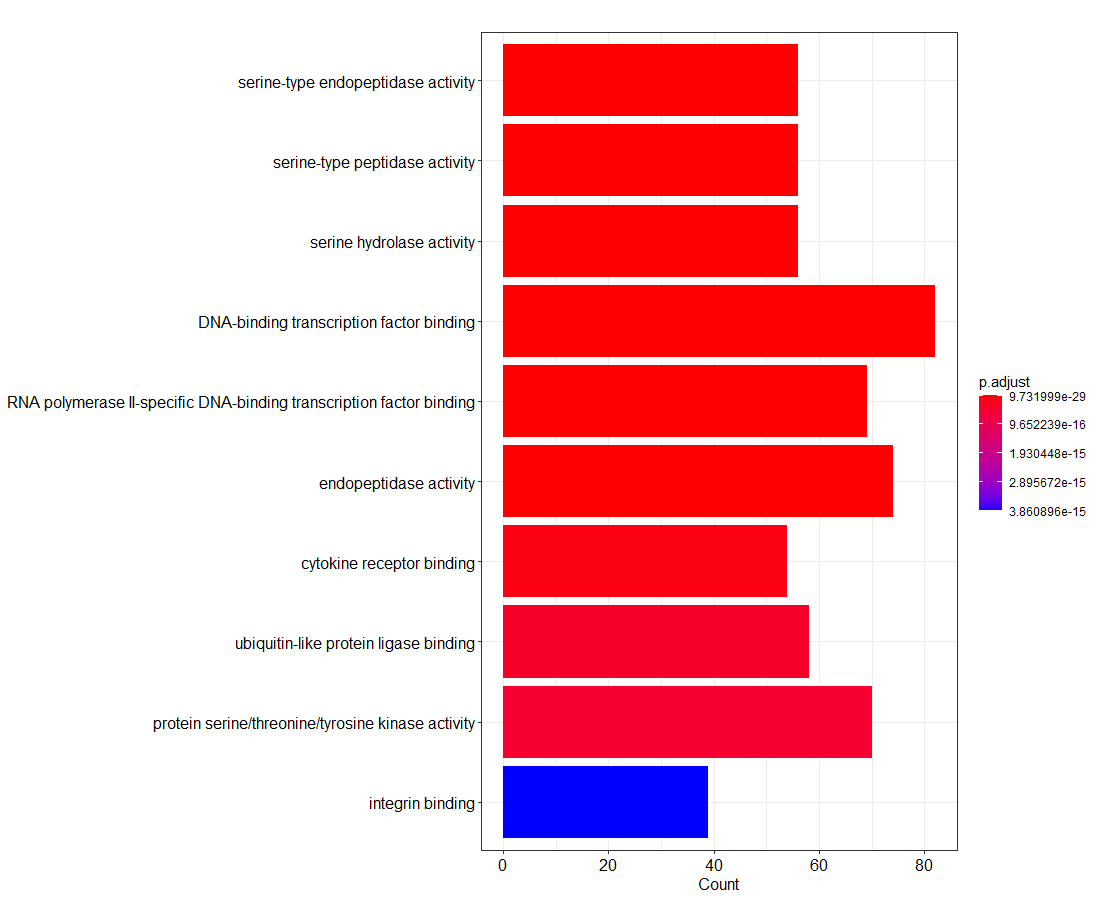 serine-type endopeptidase activity
serine-type peptidase activity
serine hydrolase activity
DNA-binding transcription factor binding
RNA polymerase II-specific DNA-binding transcription factor binding
endopeptidase activity
cytokine receptor binding
ubiquitin-like protein ligase binding
protein serine/threonine/tyrosine kinase activity
integrin binding
0 20 40 60 80
Count
p.adjust
9.731999e-29
9.652239e-16
1.930448e-15
2.895672e-15
3.860896e-15